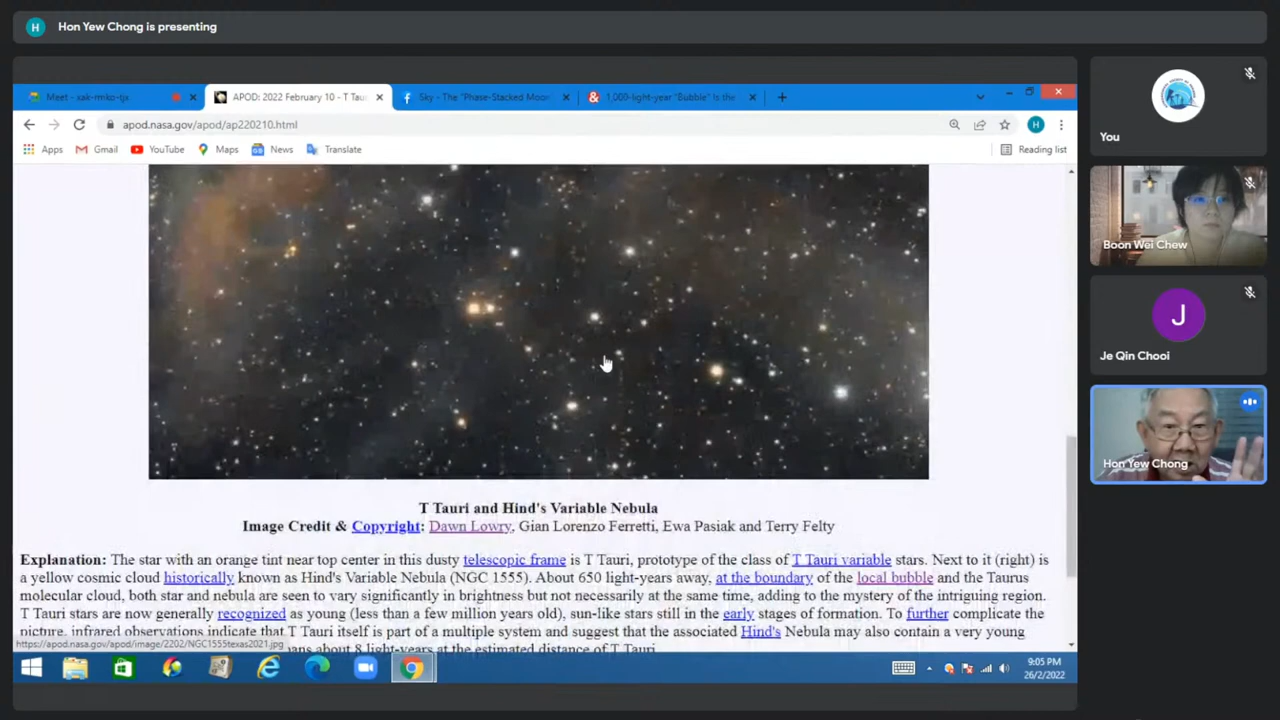 H Hon Yew Chong is presenting
Meet - xak-rmko-tjx
APOD: 2022 February 10 - T Tau
Sky - The "Phase-Stacked Moon
1,000-light-year "Bubble" Is the
apod.nasa.gov/apod/ap220210.html
H
Apps Gmail YouTube Maps News Translate Reading list
T Tauri and Hind's Variable Nebula
Image Credit & Copyright: Dawn Lowry, Gian Lorenzo Ferretti, Ewa Pasiak and Terry Felty
Explanation: The star with an orange tint near top center in this dusty telescopic frame is T Tauri, prototype of the class of T Tauri variable stars. Next to it (right) is
a yellow cosmic cloud historically known as Hind's Variable Nebula (NGC 1555). About 650 light-years away, at the boundary of the local bubble and the Taurus
molecular cloud, both star and nebula are seen to vary significantly in brightness but not necessarily at the same time, adding to the mystery of the intriguing region.
T Tauri stars are now generally recognized as young (less than a few million years old), sun-like stars still in the early stages of formation. To further complicate the
picture, infrared observations indicate that T Tauri itself is part of a multiple system and suggest that the associated Hind's Nebula may also contain a very young
https://apod.nasa.gov/apod/image/2202/NGC1555texas2021.jpg
about 8 light-years at the estimated distance of T Tauri.
9:05 PM
26/2/2022
You
Boon Wei Chew
J
Je Qin Chooi
Hon Yew Chong